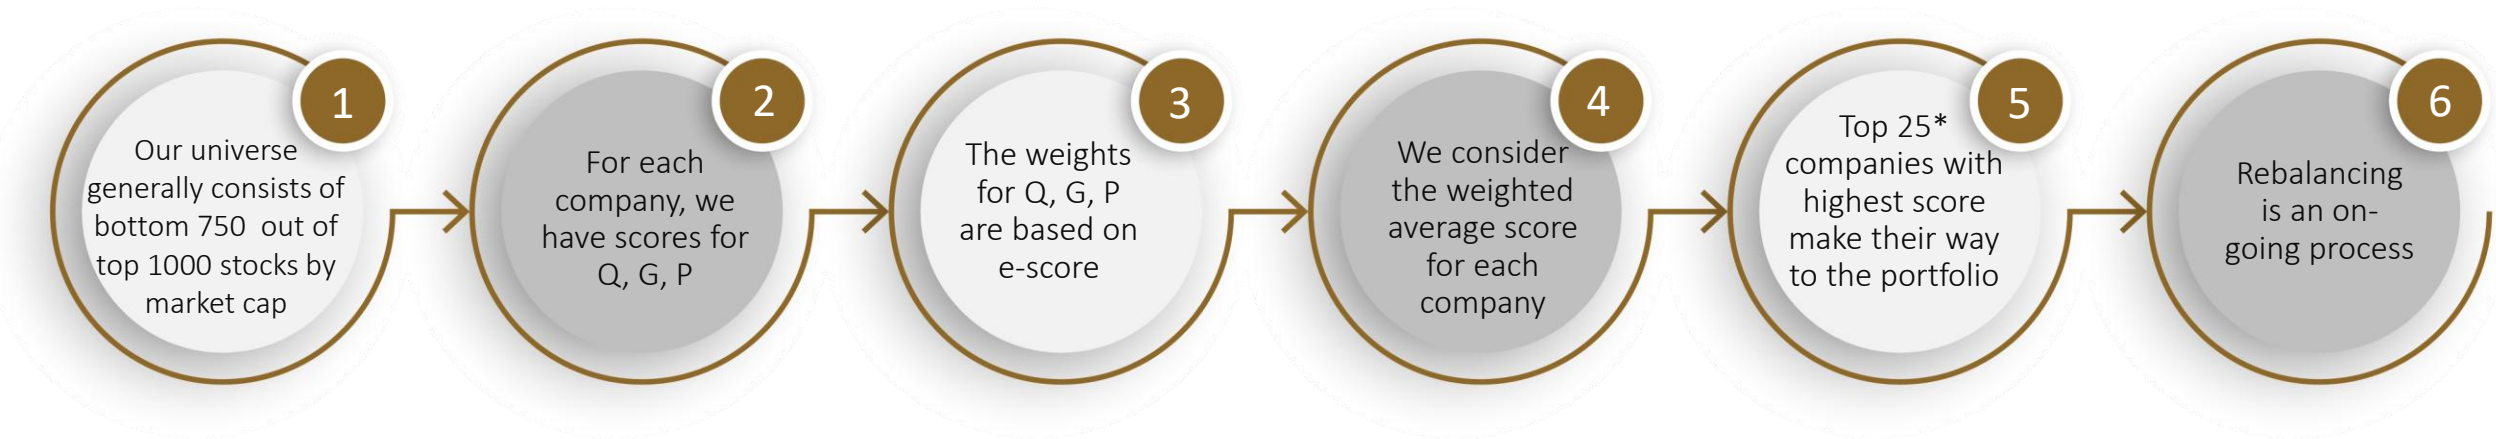 1
Our universe
generally consists of
bottom 750 out of
top 1000 stocks by
market cap
2
For each
company, we
have scores for
Q, G, P
3
The weights
for Q, G, P
are based on
e-score
4
We consider
the weighted
average score
for each
company
5
Top 25*
companies with
highest score
make their way
to the portfolio
6
Rebalancing
is an on-
going process